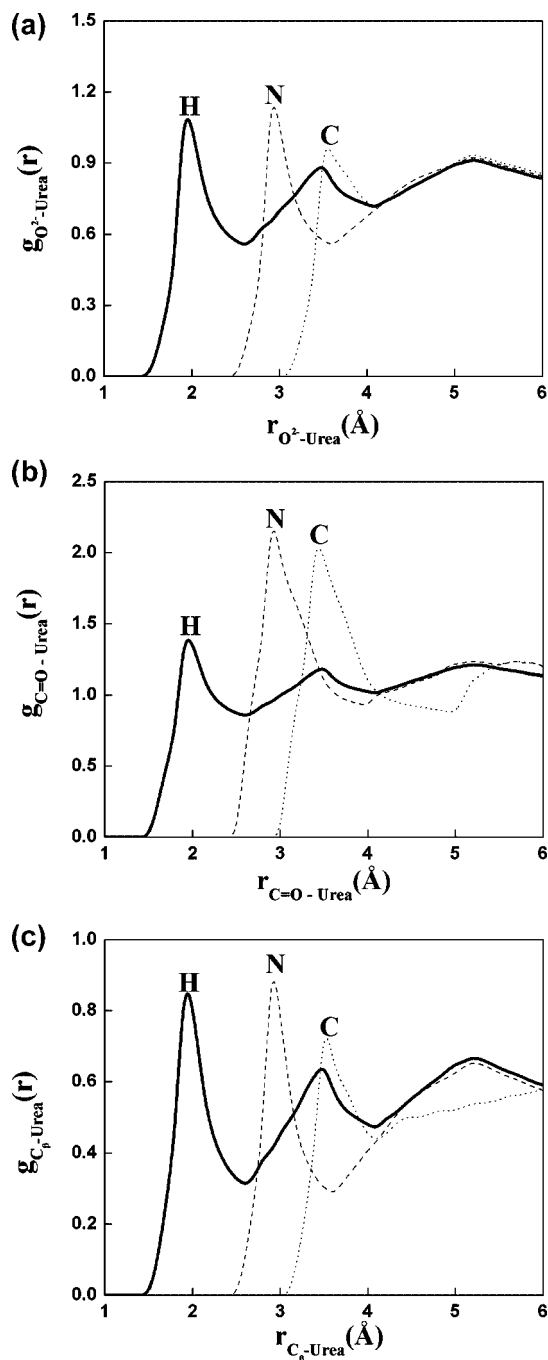 (a)
1.5
1.2
0.9
0.6
0.3
0.0
g O²⁻-Urea (r)
H
N
C
1 2 3 4 5 6
r O²⁻-Urea (Å)
(b)
2.5
2.0
1.5
1.0
0.5
0.0
g C=O - Urea (r)
H
N
C
1 2 3 4 5 6
r C=O - Urea (Å)
(c)
1.0
0.8
0.6
0.4
0.2
0.0
g Cβ-Urea (r)
H
N
C
1 2 3 4 5 6
r Cβ-Urea (Å)